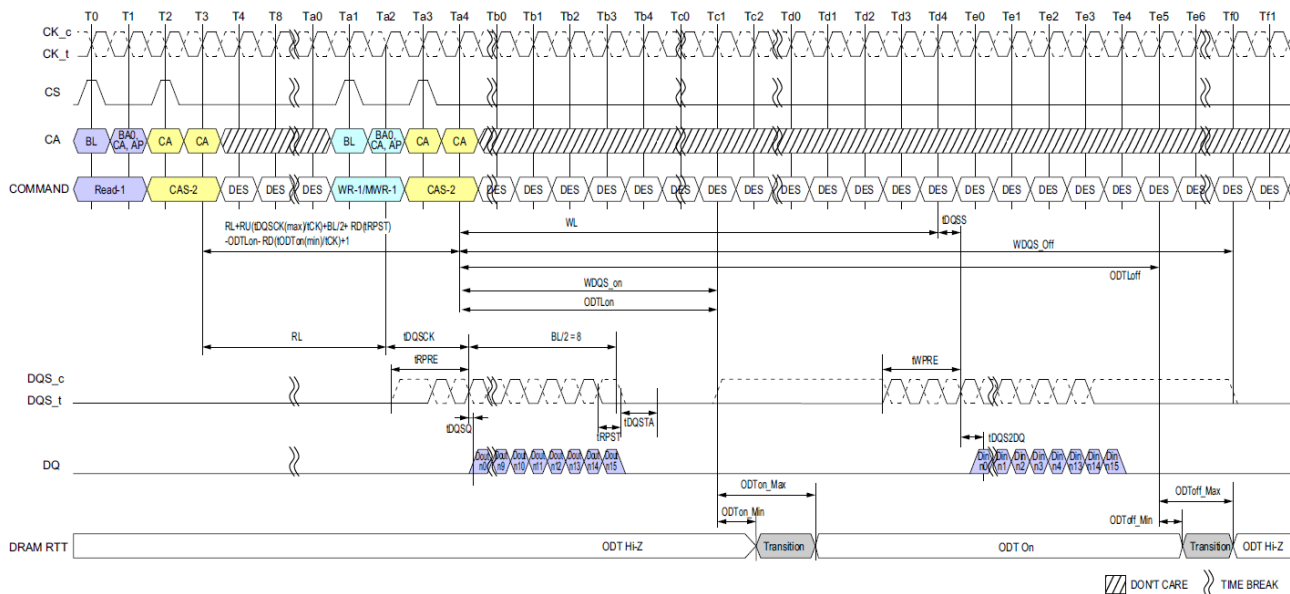 T0 T1 T2 T3 T4 T8 Ta0 Ta1 Ta2 Ta3 Ta4 Tb0 Tb1 Tb2 Tb3 Tb4 Tc0 Tc1 Tc2 Td0 Td1 Td2 Td3 Td4 Te0 Te1 Te2 Te3 Te4 Te5 Te6 Tf0 Tf1
CK_c
CK_t
CS
CA BL BA0, CA, AP CA CA BL BA0, CA, AP CA CA
COMMAND Read-1 CAS-2 DES DES DES WR-1/MWR-1 CAS-2 DES DES DES DES DES DES DES DES DES DES DES DES DES DES DES DES DES DES DES DES DES DES
RL+RU(tDQSCK(max)/tCK)+BL/2+ RD(tRPST)
-ODTLon- RD(tODTon(min)/tCK)+1
WL tDQSS
WDQS_Off
ODTLoff
WDQS_on
ODTLon
RL tDQSCK BL/2 = 8
tRPRE tWPRE
DQS_c
DQS_t
tDQSQ tRPST tDQSTA tDQS2DQ
DQ Dout n0 Dout n9 Dout n10 Dout n11 Dout n12 Dout n13 Dout n14 Dout n15 Din n0 Din n1 Din n2 Din n3 Din n4 Din n13 Din n14 Din n15
ODTon_Max ODToff_Max
ODTon_Min ODToff_Min
DRAM RTT ODT Hi-Z Transition ODT On Transition ODT Hi-Z
DON'T CARE TIME BREAK